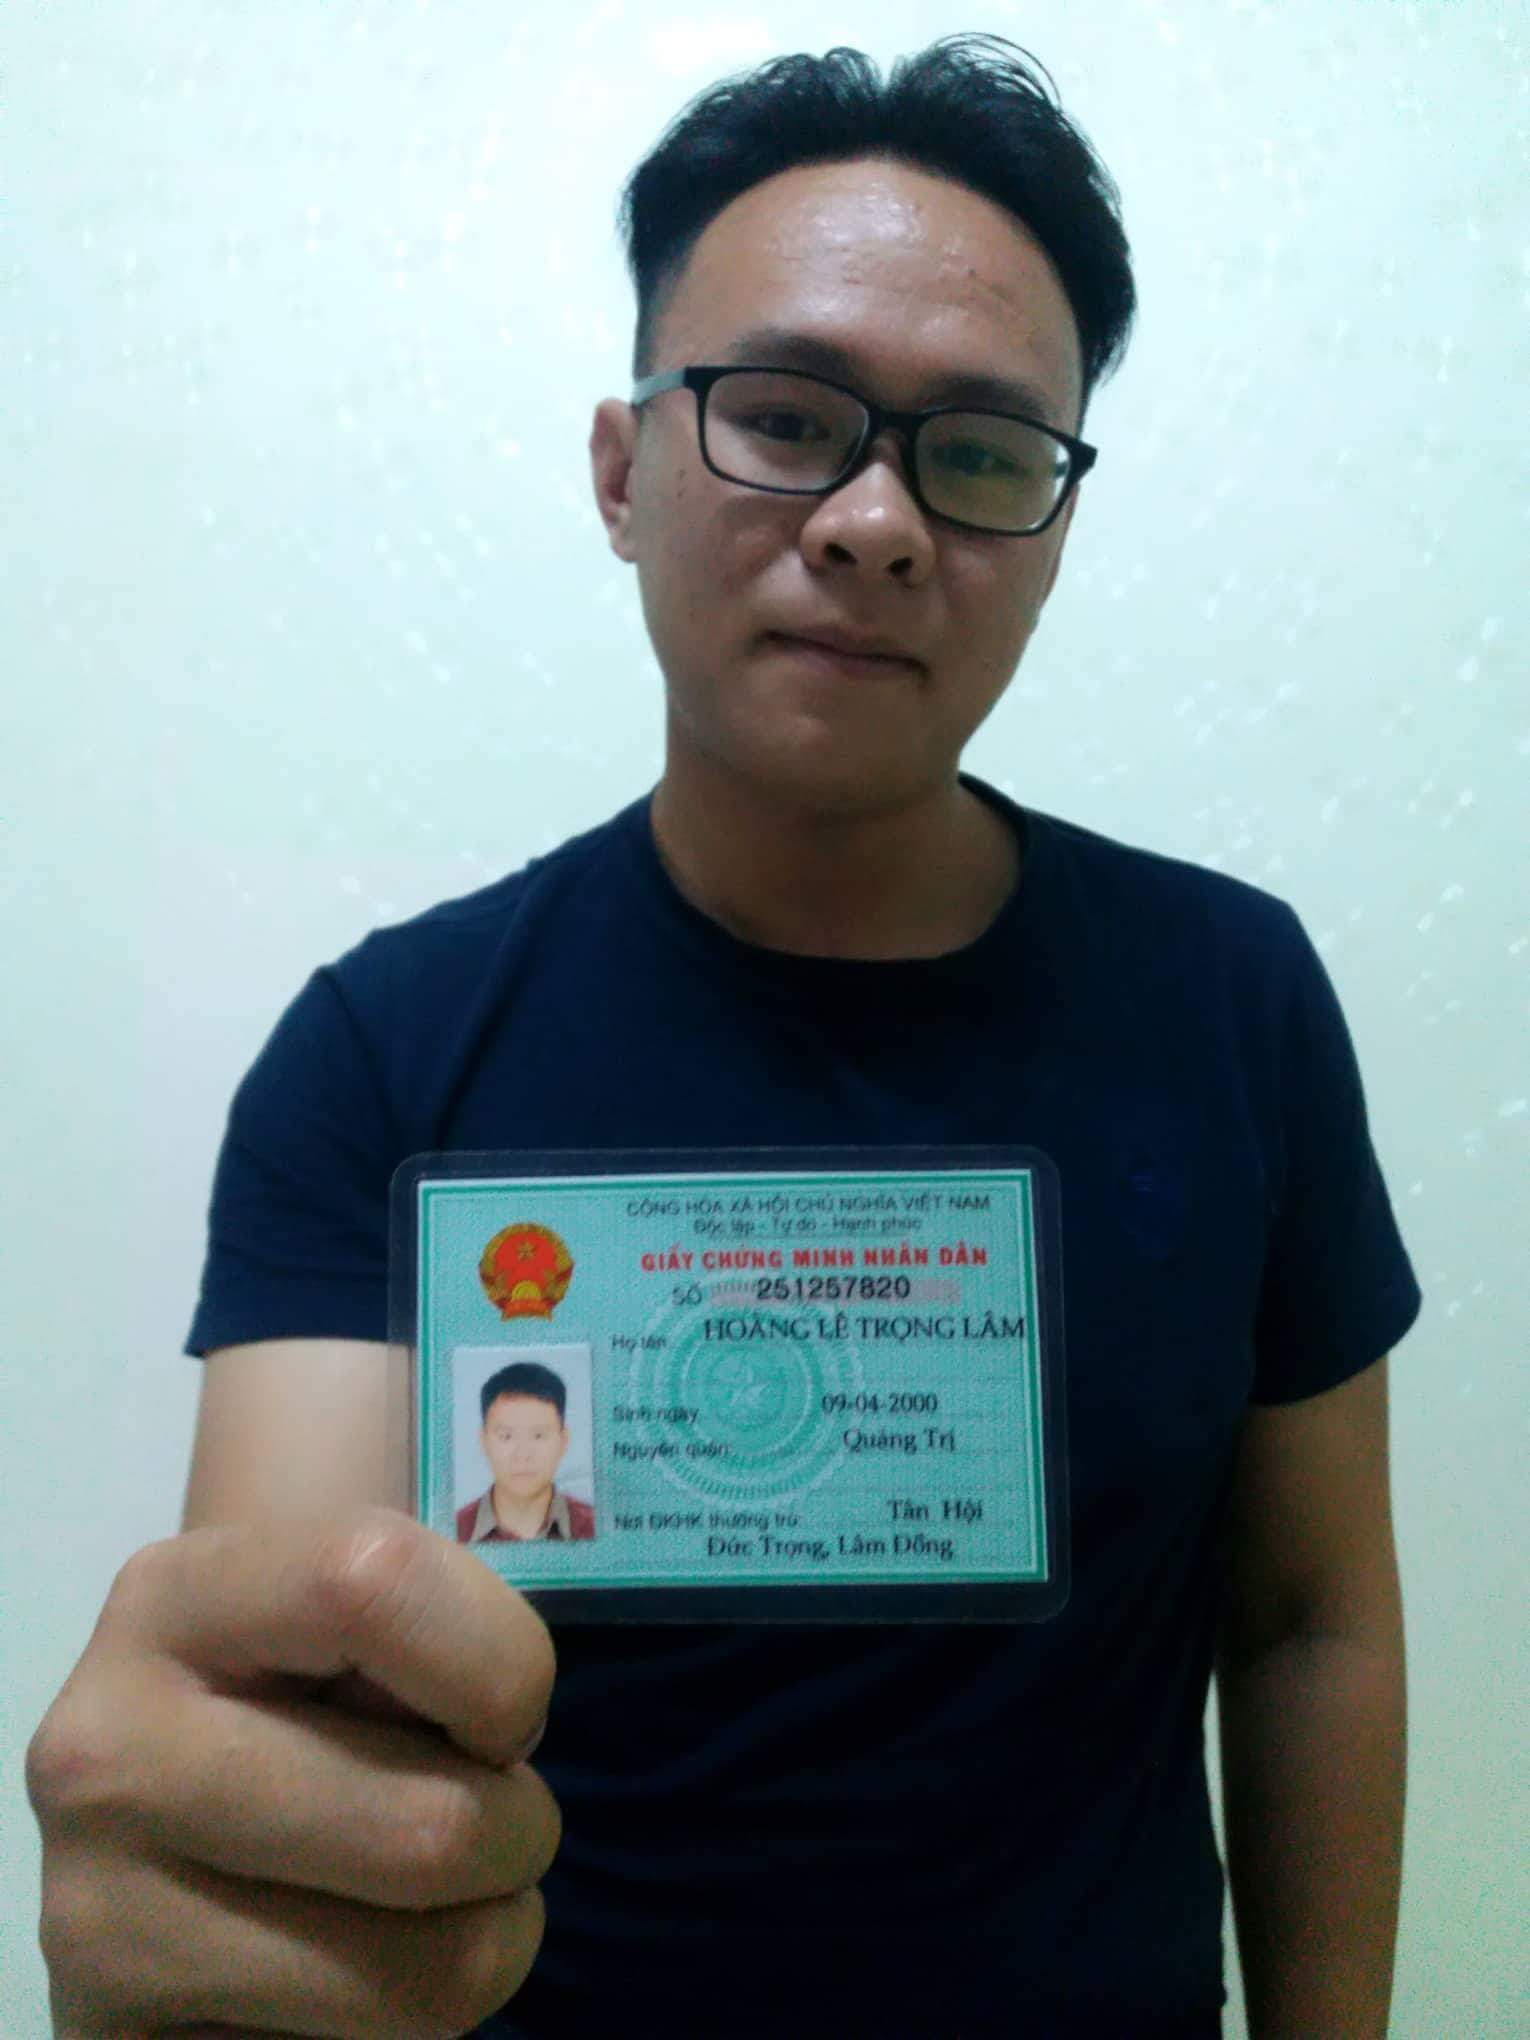 CỘNG HÒA XÃ HỘI CHỦ NGHĨA VIỆT NAM
Độc lập - Tự do - Hạnh phúc
GIẤY CHỨNG MINH NHÂN DÂN
SỐ 251257820
Họ tên HOÀNG LÊ TRỌNG LÂM
Sinh ngày 09-04-2000
Nguyên quán: Quảng Trị
Nơi ĐKHK thường trú: Tân Hội
Đức Trọng, Lâm Đồng